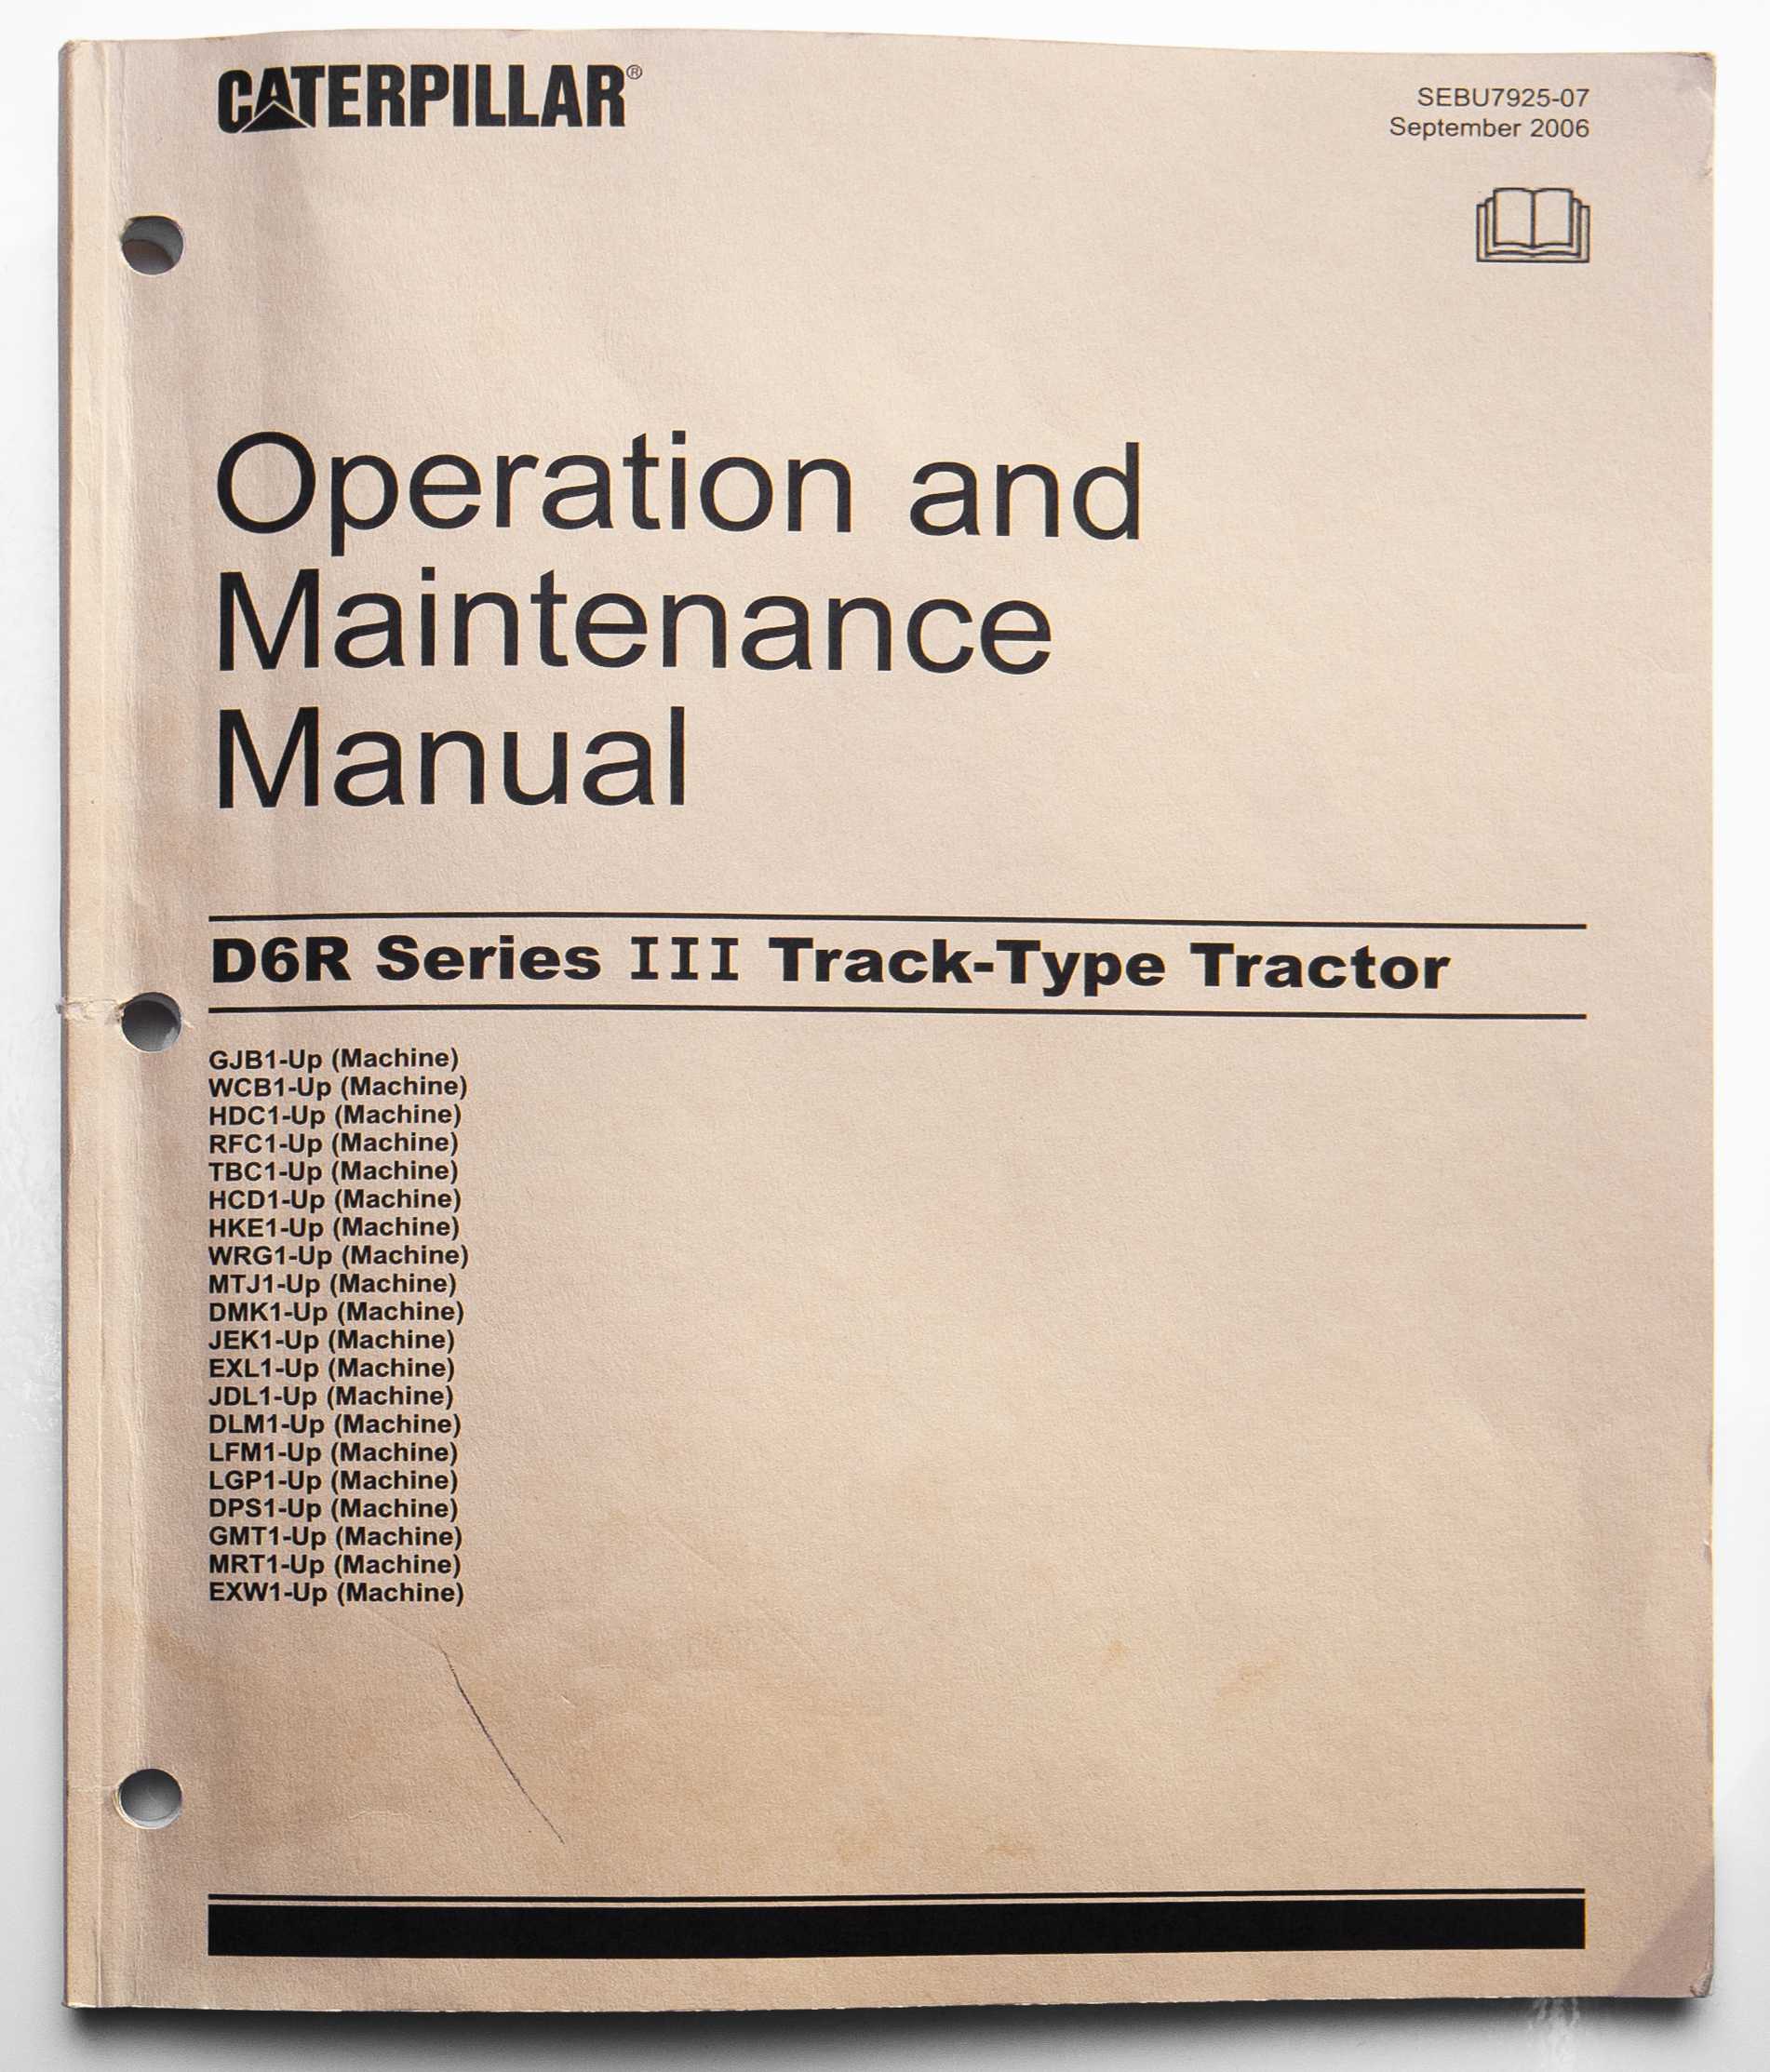 CATERPILLAR®
SEBU7925-07
September 2006
Operation and
Maintenance
Manual
D6R Series III Track-Type Tractor
GJB1-Up (Machine)
WCB1-Up (Machine)
HDC1-Up (Machine)
RFC1-Up (Machine)
TBC1-Up (Machine)
HCD1-Up (Machine)
HKE1-Up (Machine)
WRG1-Up (Machine)
MTJ1-Up (Machine)
DMK1-Up (Machine)
JEK1-Up (Machine)
EXL1-Up (Machine)
JDL1-Up (Machine)
DLM1-Up (Machine)
LFM1-Up (Machine)
LGP1-Up (Machine)
DPS1-Up (Machine)
GMT1-Up (Machine)
MRT1-Up (Machine)
EXW1-Up (Machine)